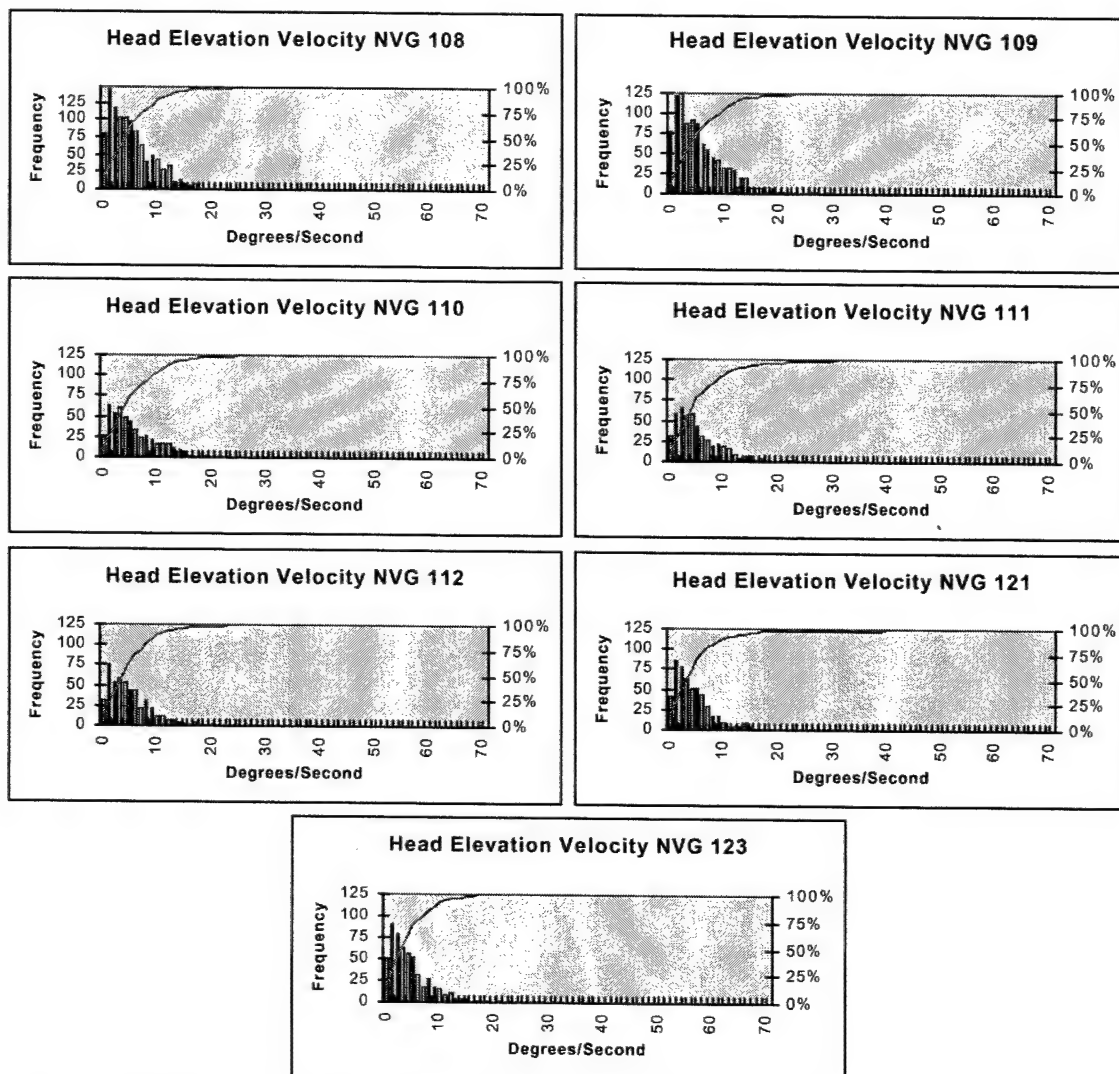 Head Elevation Velocity NVG 108
Frequency
125
100
75
50
25
0
100%
75%
50%
25%
0%
0 10 20 30 40 50 60 70
Degrees/Second
Head Elevation Velocity NVG 109
Frequency
125
100
75
50
25
0
100%
75%
50%
25%
0%
0 10 20 30 40 50 60 70
Degrees/Second
Head Elevation Velocity NVG 110
Frequency
125
100
75
50
25
0
100%
75%
50%
25%
0%
0 10 20 30 40 50 60 70
Degrees/Second
Head Elevation Velocity NVG 111
Frequency
125
100
75
50
25
0
100%
75%
50%
25%
0%
0 10 20 30 40 50 60 70
Degrees/Second
Head Elevation Velocity NVG 112
Frequency
125
100
75
50
25
0
100%
75%
50%
25%
0%
0 10 20 30 40 50 60 70
Degrees/Second
Head Elevation Velocity NVG 121
Frequency
125
100
75
50
25
0
100%
75%
50%
25%
0%
0 10 20 30 40 50 60 70
Degrees/Second
Head Elevation Velocity NVG 123
Frequency
125
100
75
50
25
0
100%
75%
50%
25%
0%
0 10 20 30 40 50 60 70
Degrees/Second